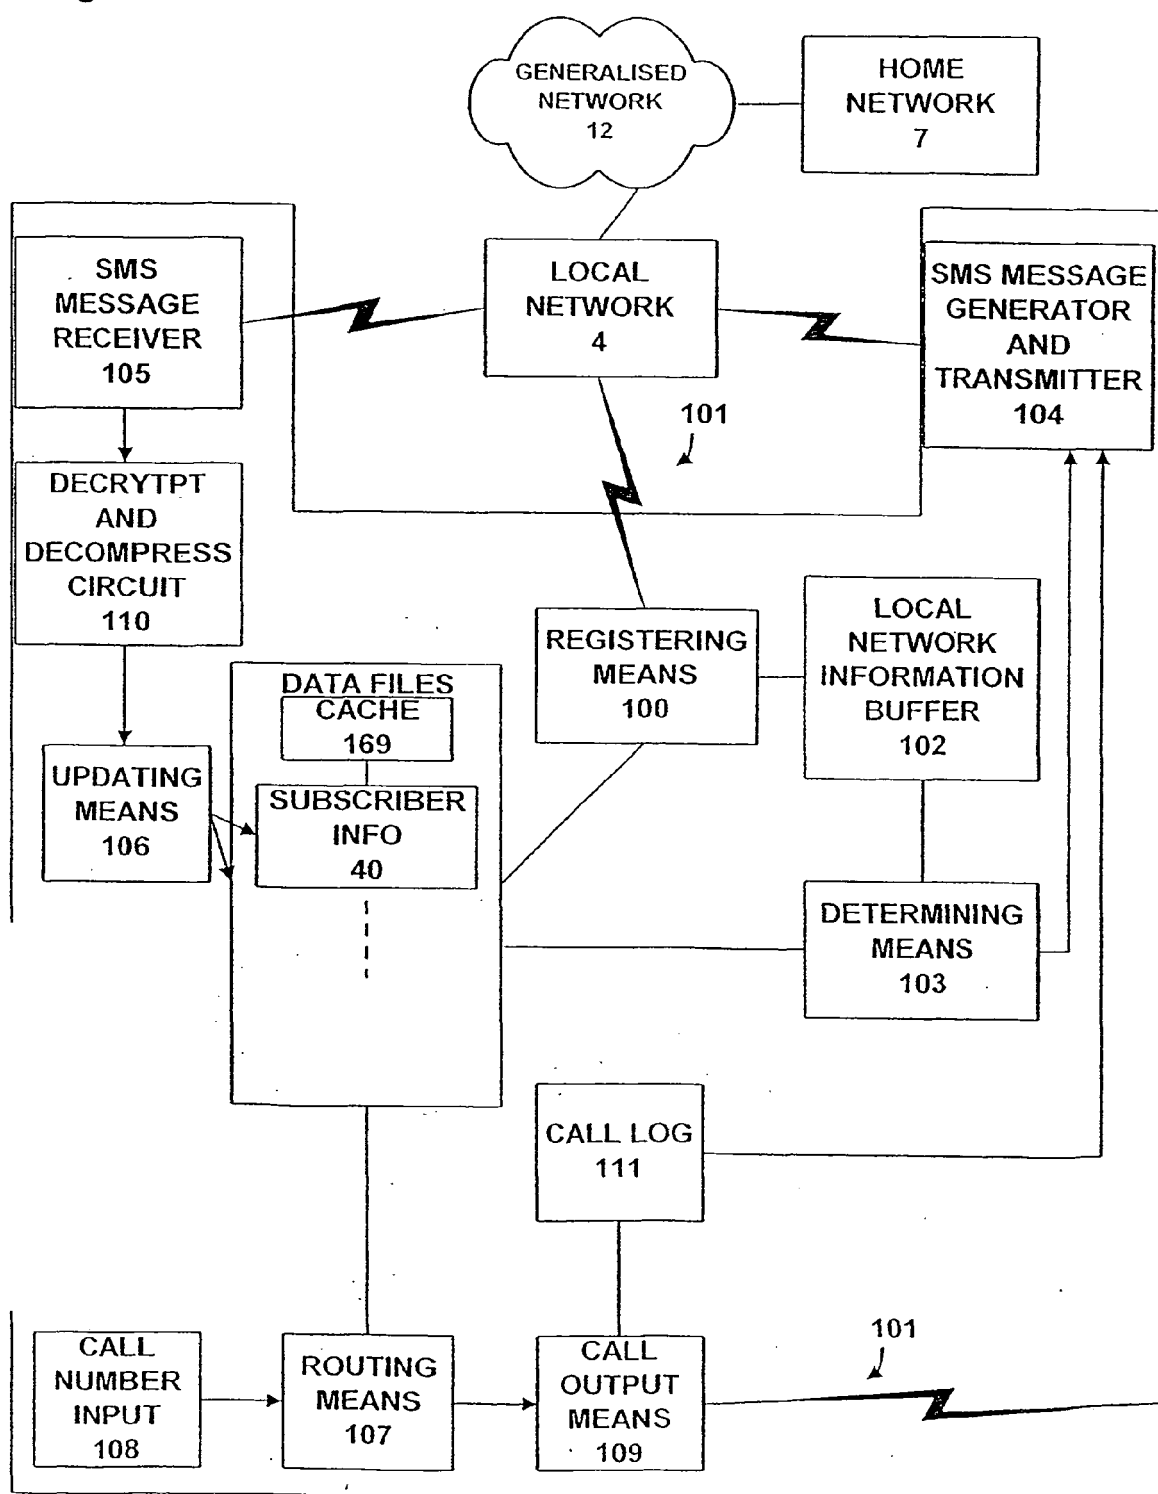 GENERALISED
NETWORK
12
HOME
NETWORK
7
SMS
MESSAGE
RECEIVER
105
LOCAL
NETWORK
4
SMS MESSAGE
GENERATOR
AND
TRANSMITTER
104
101
DECRYTPT
AND
DECOMPRESS
CIRCUIT
110
REGISTERING
MEANS
100
LOCAL
NETWORK
INFORMATION
BUFFER
102
DATA FILES
CACHE
169
UPDATING
MEANS
106
SUBSCRIBER
INFO
40
DETERMINING
MEANS
103
CALL LOG
111
CALL
NUMBER
INPUT
108
ROUTING
MEANS
107
CALL
OUTPUT
MEANS
109
101